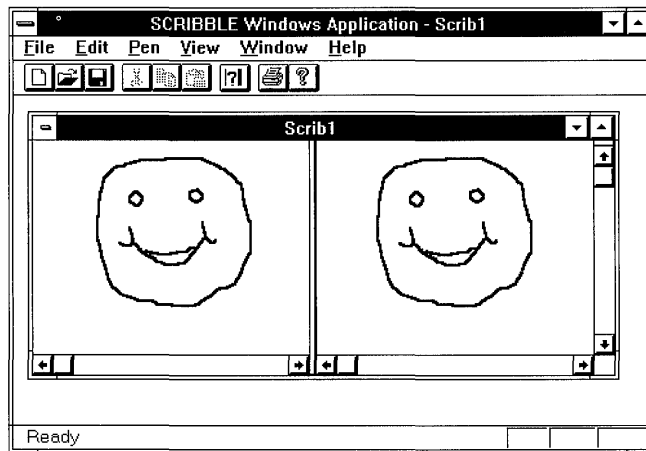 SCRIBBLE Windows Application - Scrib1
File Edit Pen View Window Help
|?| ?
Scrib1
Ready